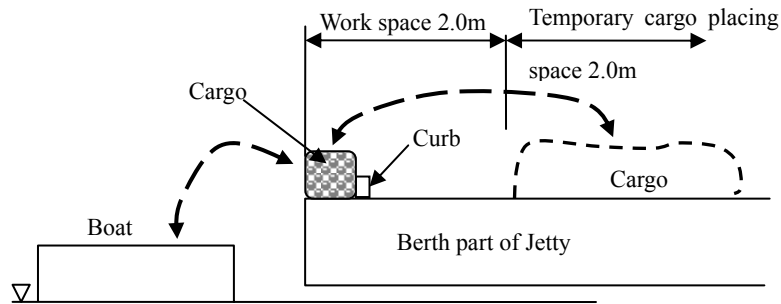 Work space 2.0m
Temporary cargo placing
space 2.0m
Cargo
Curb
Cargo
Boat
Berth part of Jetty